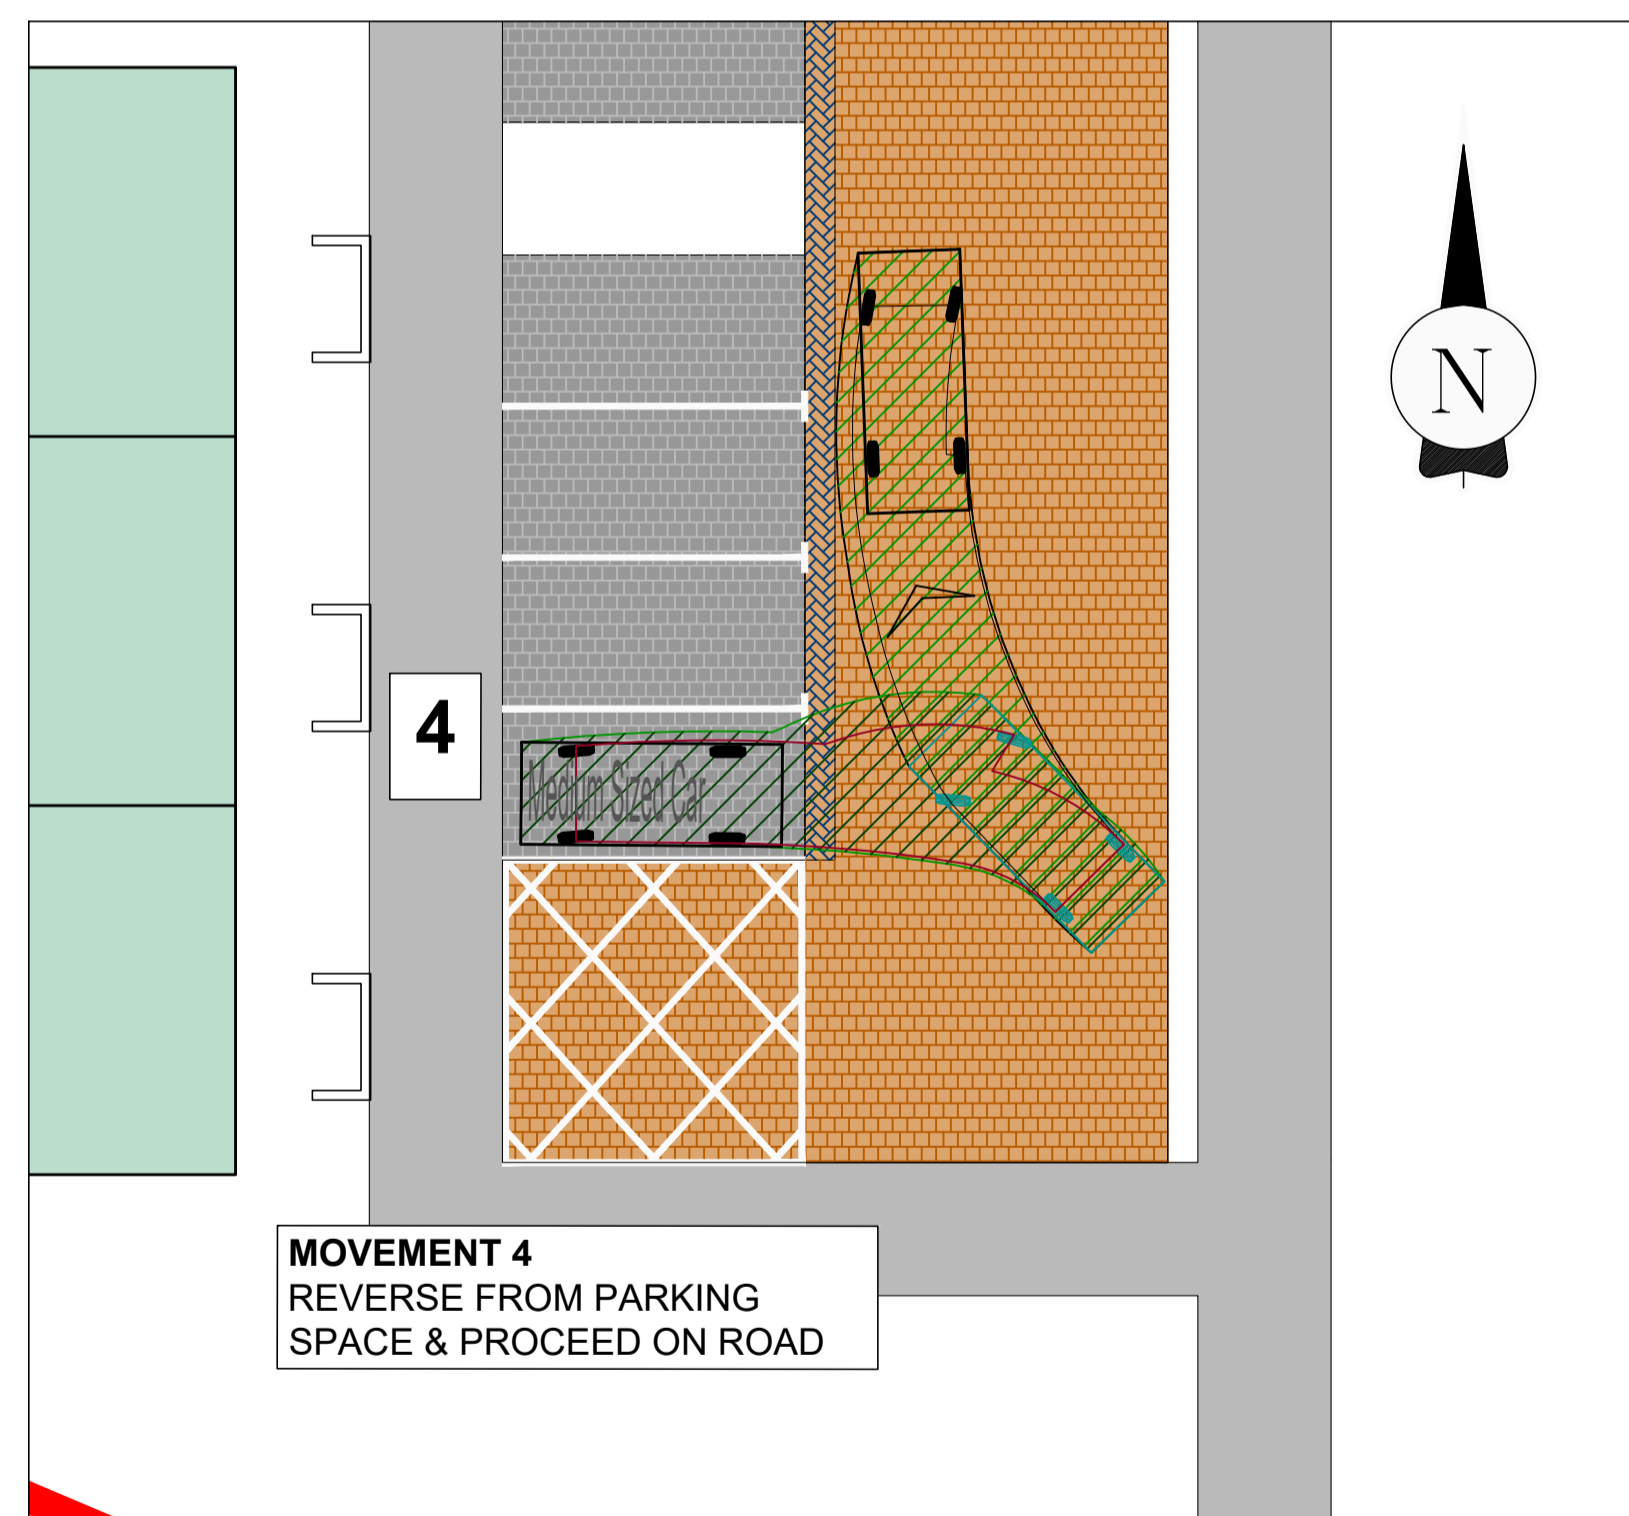 N
4
Medium Sized Car
MOVEMENT 4
REVERSE FROM PARKING
SPACE & PROCEED ON ROAD